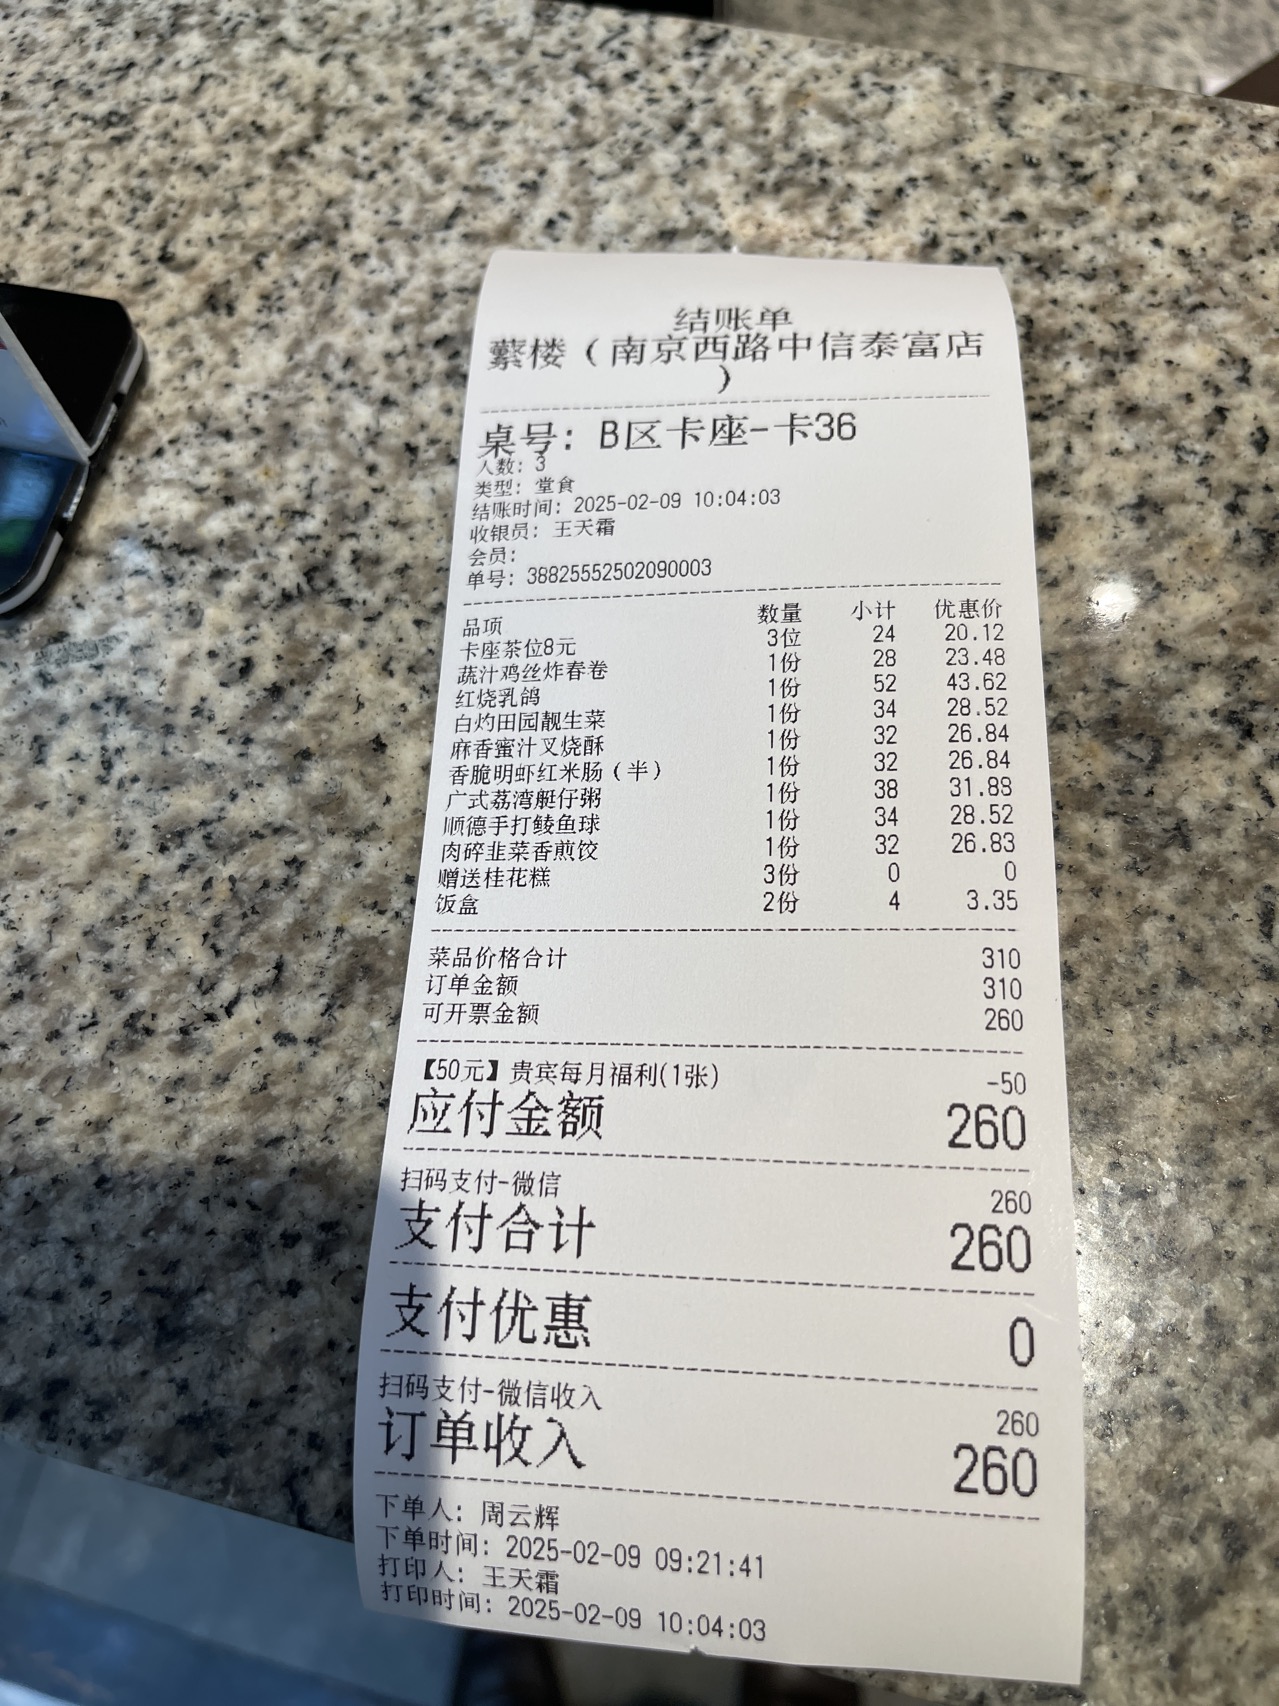 结账单
蘩楼（南京西路中信泰富店
）
桌号: B区卡座-卡36
人数: 3
类型: 堂食
结账时间: 2025-02-09 10:04:03
收银员: 王天霜
会员:
单号: 38825552502090003
品项 数量 小计 优惠价
卡座茶位8元 3位 24 20.12
蔬汁鸡丝炸春卷 1份 28 23.48
红烧乳鸽 1份 52 43.62
白灼田园靓生菜 1份 34 28.52
麻香蜜汁叉烧酥 1份 32 26.84
香脆明虾红米肠（半） 1份 32 26.84
广式荔湾艇仔粥 1份 38 31.88
顺德手打鲮鱼球 1份 34 28.52
肉碎韭菜香煎饺 1份 32 26.83
赠送桂花糕 3份 0 0
饭盒 2份 4 3.35
菜品价格合计 310
订单金额 310
可开票金额 260
【50元】贵宾每月福利(1张) -50
应付金额 260
扫码支付-微信 260
支付合计 260
支付优惠 0
扫码支付-微信收入 260
订单收入 260
下单人: 周云辉
下单时间: 2025-02-09 09:21:41
打印人: 王天霜
打印时间: 2025-02-09 10:04:03